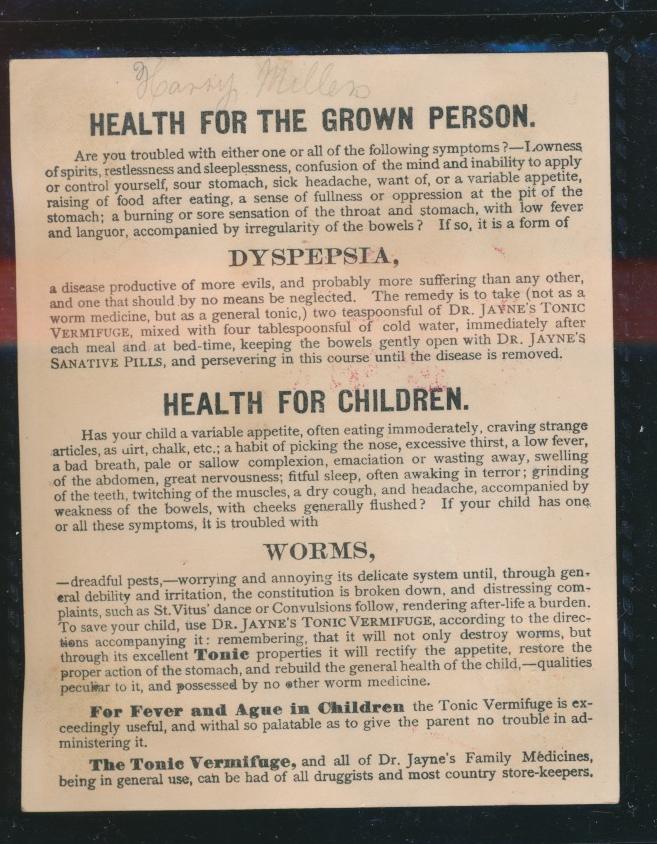 Harry Millers
HEALTH FOR THE GROWN PERSON.
Are you troubled with either one or all of the following symptoms?—Lowness
of spirits, restlessness and sleeplessness, confusion of the mind and inability to apply
or control yourself, sour stomach, sick headache, want of, or a variable appetite,
raising of food after eating, a sense of fullness or oppression at the pit of the
stomach; a burning or sore sensation of the throat and stomach, with low fever
and languor, accompanied by irregularity of the bowels? If so, it is a form of
DYSPEPSIA,
a disease productive of more evils, and probably more suffering than any other,
and one that should by no means be neglected. The remedy is to take (not as a
worm medicine, but as a general tonic,) two teaspoonsful of DR. JAYNE'S TONIC
VERMIFUGE, mixed with four tablespoonsful of cold water, immediately after
each meal and at bed-time, keeping the bowels gently open with DR. JAYNE'S
SANATIVE PILLS, and persevering in this course until the disease is removed.
HEALTH FOR CHILDREN.
Has your child a variable appetite, often eating immoderately, craving strange
articles, as dirt, chalk, etc.; a habit of picking the nose, excessive thirst, a low fever,
a bad breath, pale or sallow complexion, emaciation or wasting away, swelling
of the abdomen, great nervousness; fitful sleep, often awaking in terror; grinding
of the teeth, twitching of the muscles, a dry cough, and headache, accompanied by
weakness of the bowels, with cheeks generally flushed? If your child has one
or all these symptoms, it is troubled with
WORMS,
—dreadful pests,—worrying and annoying its delicate system until, through gen-
eral debility and irritation, the constitution is broken down, and distressing com-
plaints, such as St. Vitus' dance or Convulsions follow, rendering after-life a burden.
To save your child, use DR. JAYNE'S TONIC VERMIFUGE, according to the direc-
tions accompanying it: remembering, that it will not only destroy worms, but
through its excellent Tonic properties it will rectify the appetite, restore the
proper action of the stomach, and rebuild the general health of the child,—qualities
peculiar to it, and possessed by no other worm medicine.
For Fever and Ague in Children the Tonic Vermifuge is ex-
ceedingly useful, and withal so palatable as to give the parent no trouble in ad-
ministering it.
The Tonic Vermifuge, and all of Dr. Jayne's Family Medicines,
being in general use, can be had of all druggists and most country store-keepers.